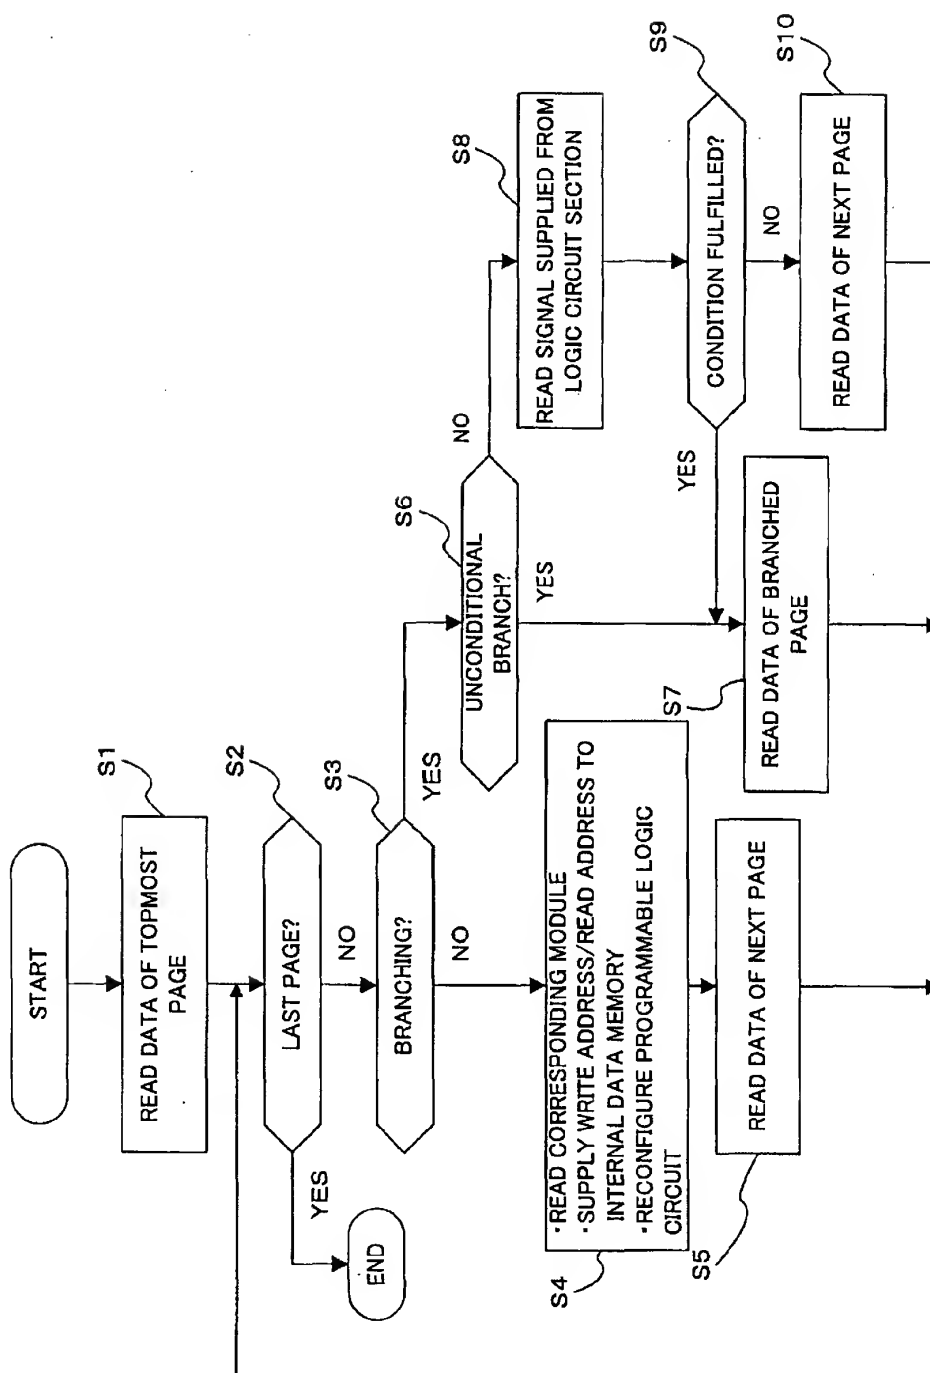 START
S1
READ DATA OF TOPMOST
PAGE
S2
LAST PAGE?
YES
NO
END
S3
BRANCHING?
YES
NO
S4
・READ CORRESPONDING MODULE
・SUPPLY WRITE ADDRESS/READ ADDRESS TO
INTERNAL DATA MEMORY
・RECONFIGURE PROGRAMMABLE LOGIC
CIRCUIT
S5
READ DATA OF NEXT PAGE
S6
UNCONDITIONAL
BRANCH?
NO
YES
S7
READ DATA OF BRANCHED
PAGE
S8
READ SIGNAL SUPPLIED FROM
LOGIC CIRCUIT SECTION
S9
CONDITION FULFILLED?
YES
NO
S10
READ DATA OF NEXT PAGE